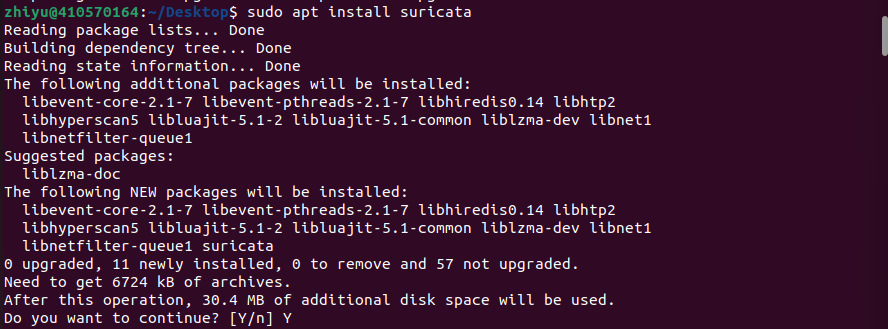 zhiyu@410570164:~/Desktop$ sudo apt install suricata
Reading package lists... Done
Building dependency tree... Done
Reading state information... Done
The following additional packages will be installed:
  libevent-core-2.1-7 libevent-pthreads-2.1-7 libhiredis0.14 libhtp2
  libhyperscan5 libluajit-5.1-2 libluajit-5.1-common liblzma-dev libnet1
  libnetfilter-queue1
Suggested packages:
  liblzma-doc
The following NEW packages will be installed:
  libevent-core-2.1-7 libevent-pthreads-2.1-7 libhiredis0.14 libhtp2
  libhyperscan5 libluajit-5.1-2 libluajit-5.1-common liblzma-dev libnet1
  libnetfilter-queue1 suricata
0 upgraded, 11 newly installed, 0 to remove and 57 not upgraded.
Need to get 6724 kB of archives.
After this operation, 30.4 MB of additional disk space will be used.
Do you want to continue? [Y/n] Y